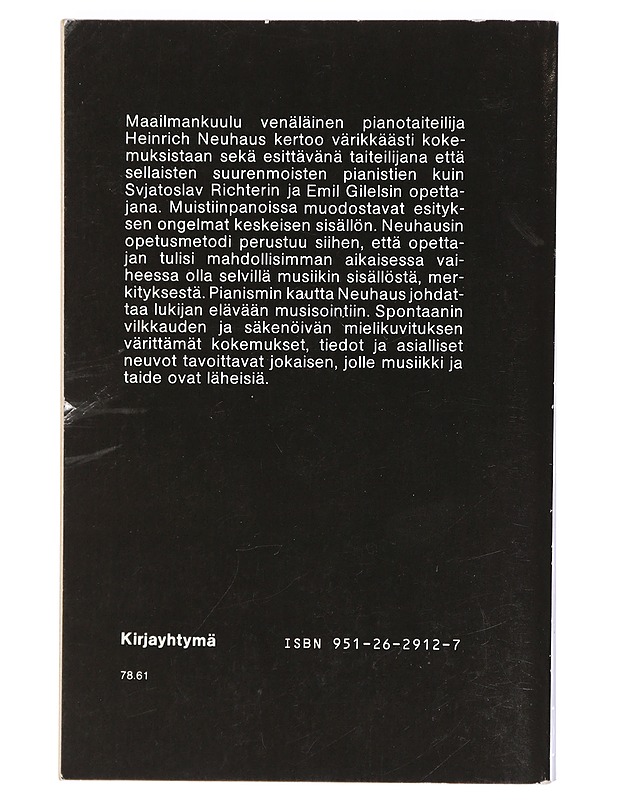 Maailmankuulu venäläinen pianotaiteilija
Heinrich Neuhaus kertoo värikkäästi koke-
muksistaan sekä esittävänä taiteilijana että
sellaisten suurenmoisten pianistien kuin
Svjatoslav Richterin ja Emil Gilelsin opetta-
jana. Muistiinpanoissa muodostavat esityk-
sen ongelmat keskeisen sisällön. Neuhausin
opetusmetodi perustuu siihen, että opetta-
jan tulisi mahdollisimman aikaisessa vai-
heessa olla selvillä musiikin sisällöstä, mer-
kityksestä. Pianismin kautta Neuhaus johdat-
taa lukijan elävään musisointiin. Spontaanin
vilkkauden ja säkenöivän mielikuvituksen
värittämät kokemukset, tiedot ja asialliset
neuvot tavoittavat jokaisen, jolle musiikki ja
taide ovat läheisiä.
Kirjayhtymä ISBN 951-26-2912-7
78.61